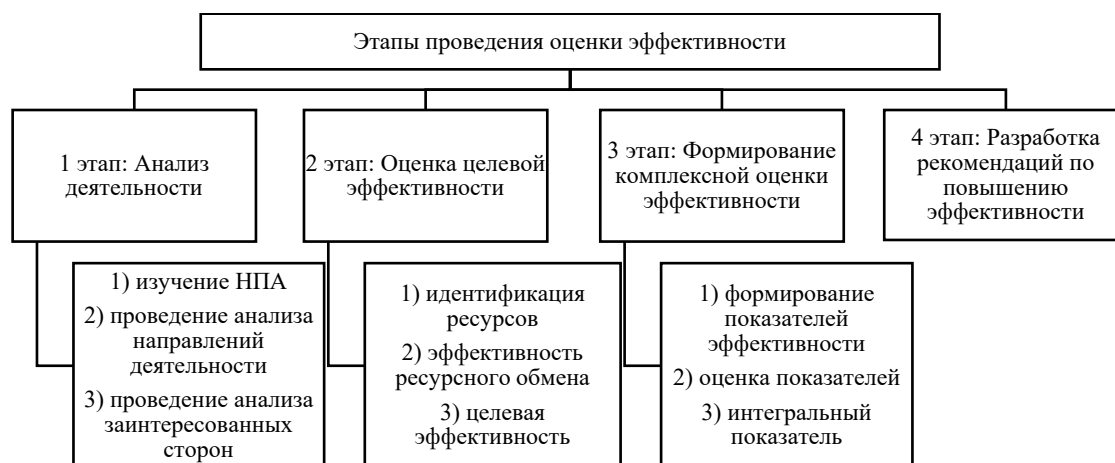 Этапы проведения оценки эффективности
1 этап: Анализ
деятельности
2 этап: Оценка целевой
эффективности
3 этап: Формирование
комплексной оценки
эффективности
4 этап: Разработка
рекомендаций по
повышению
эффективности
1) изучение НПА
2) проведение анализа
направлений
деятельности
3) проведение анализа
заинтересованных
сторон
1) идентификация
ресурсов
2) эффективность
ресурсного обмена
3) целевая
эффективность
1) формирование
показателей
эффективности
2) оценка показателей
3) интегральный
показатель